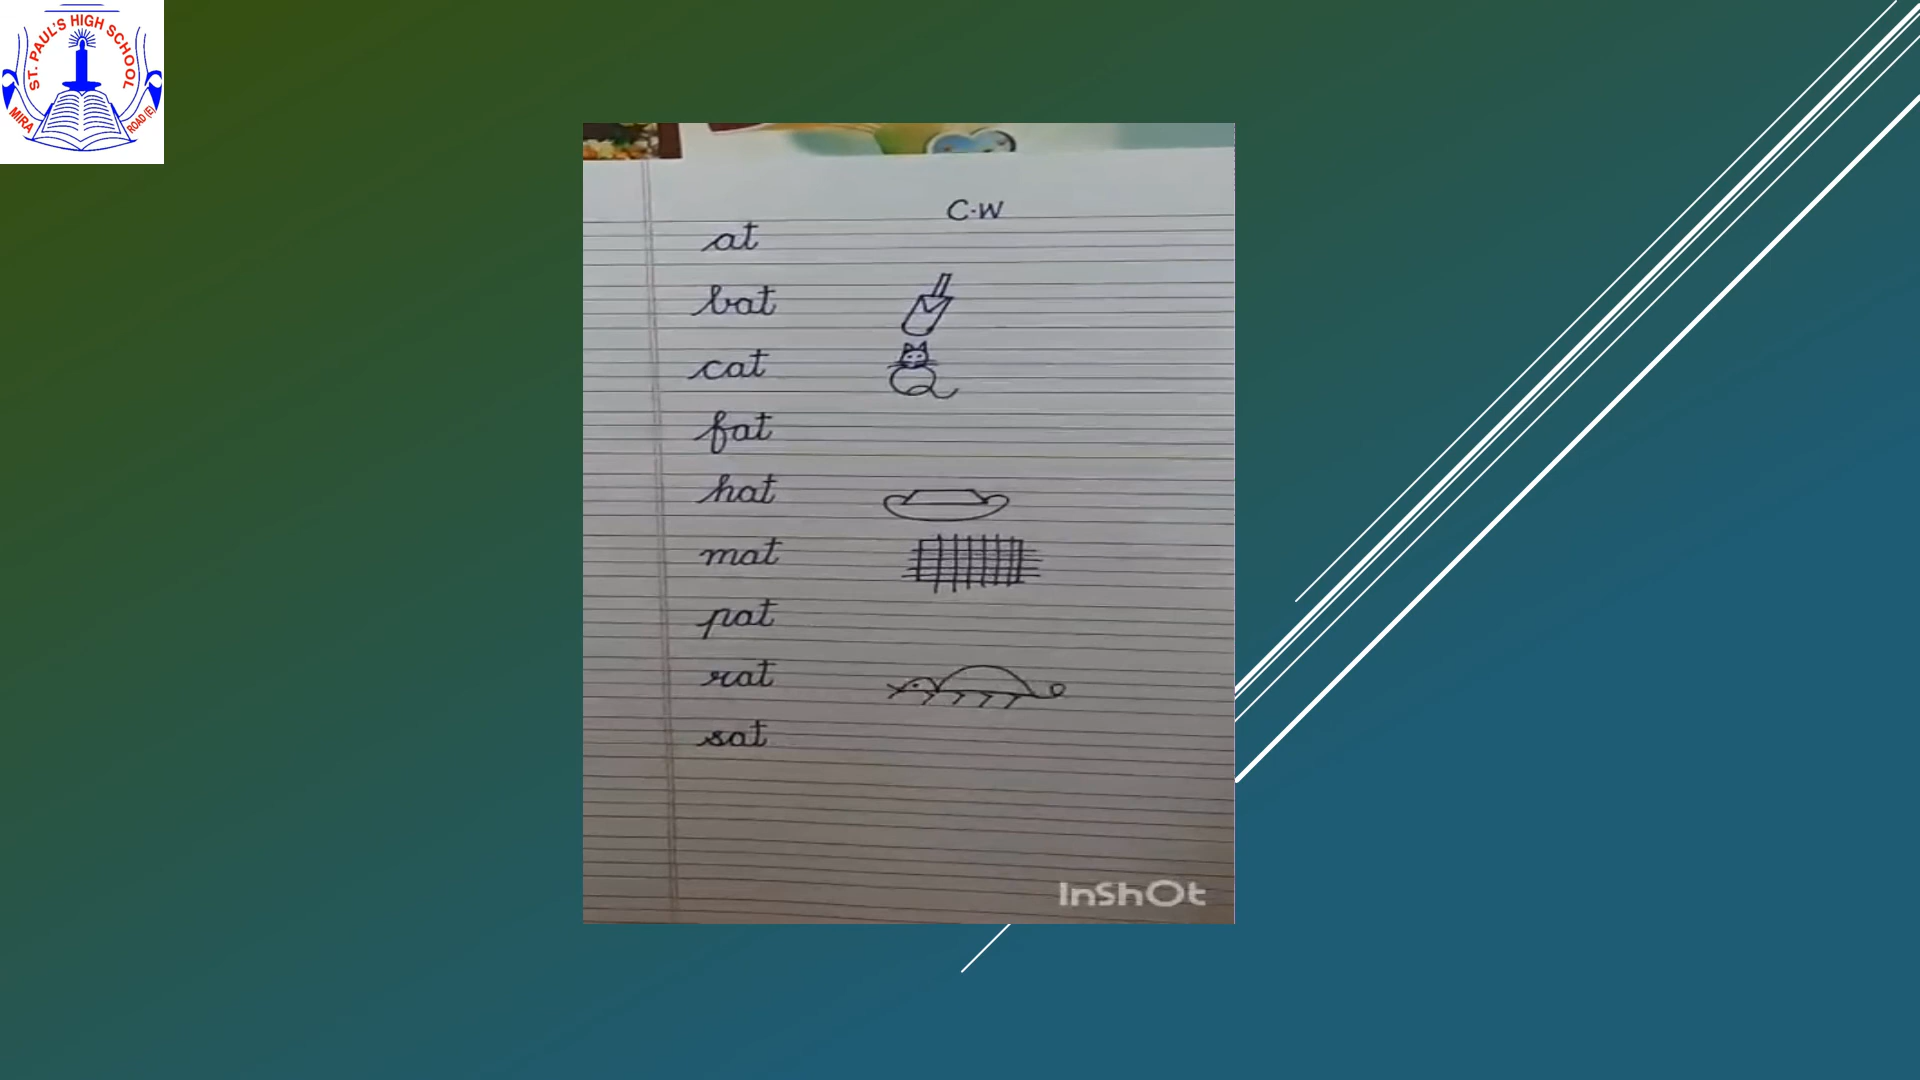 ST. PAUL'S HIGH SCHOOL
MIRA ROAD (E)
C.W
at
bat
cat
fat
hat
mat
pat
rat
sat
InShOt